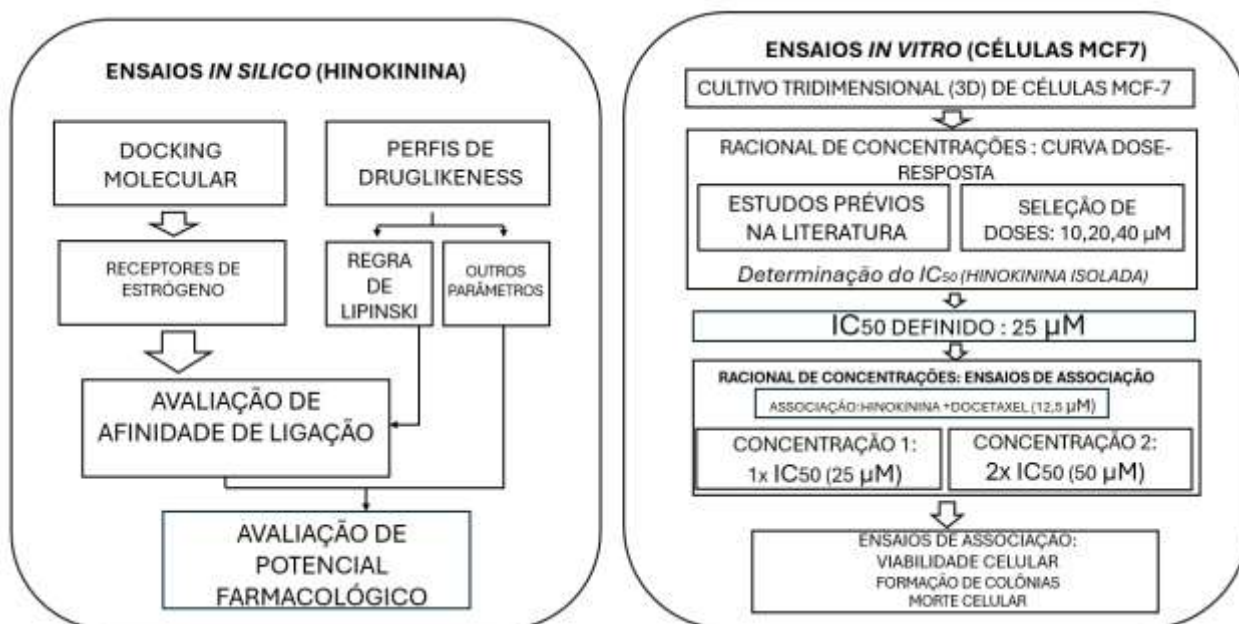 ENSAIOS IN SILICO (HINOKININA)
DOCKING
MOLECULAR
PERFIS DE
DRUGLIKENESS
RECEPTORES DE
ESTRÓGENO
REGRA
DE
LIPINSKI
OUTROS
PARÂMETROS
AVALIAÇÃO DE
AFINIDADE DE LIGAÇÃO
AVALIAÇÃO DE
POTENCIAL
FARMACOLÓGICO
ENSAIOS IN VITRO (CÉLULAS MCF7)
CULTIVO TRIDIMENSIONAL (3D) DE CÉLULAS MCF-7
RACIONAL DE CONCENTRAÇÕES : CURVA DOSE-
RESPOSTA
ESTUDOS PRÉVIOS
NA LITERATURA
SELEÇÃO DE
DOSES: 10,20,40 µM
Determinação do IC50 (HINOKININA ISOLADA)
IC50 DEFINIDO : 25 µM
RACIONAL DE CONCENTRAÇÕES: ENSAIOS DE ASSOCIAÇÃO
ASSOCIAÇÃO:HINOKININA +DOCETAXEL (12,5 µM)
CONCENTRAÇÃO 1:
1x IC50 (25 µM)
CONCENTRAÇÃO 2:
2x IC50 (50 µM)
ENSAIOS DE ASSOCIAÇÃO:
VIABILIDADE CELULAR
FORMAÇÃO DE COLÔNIAS
MORTE CELULAR